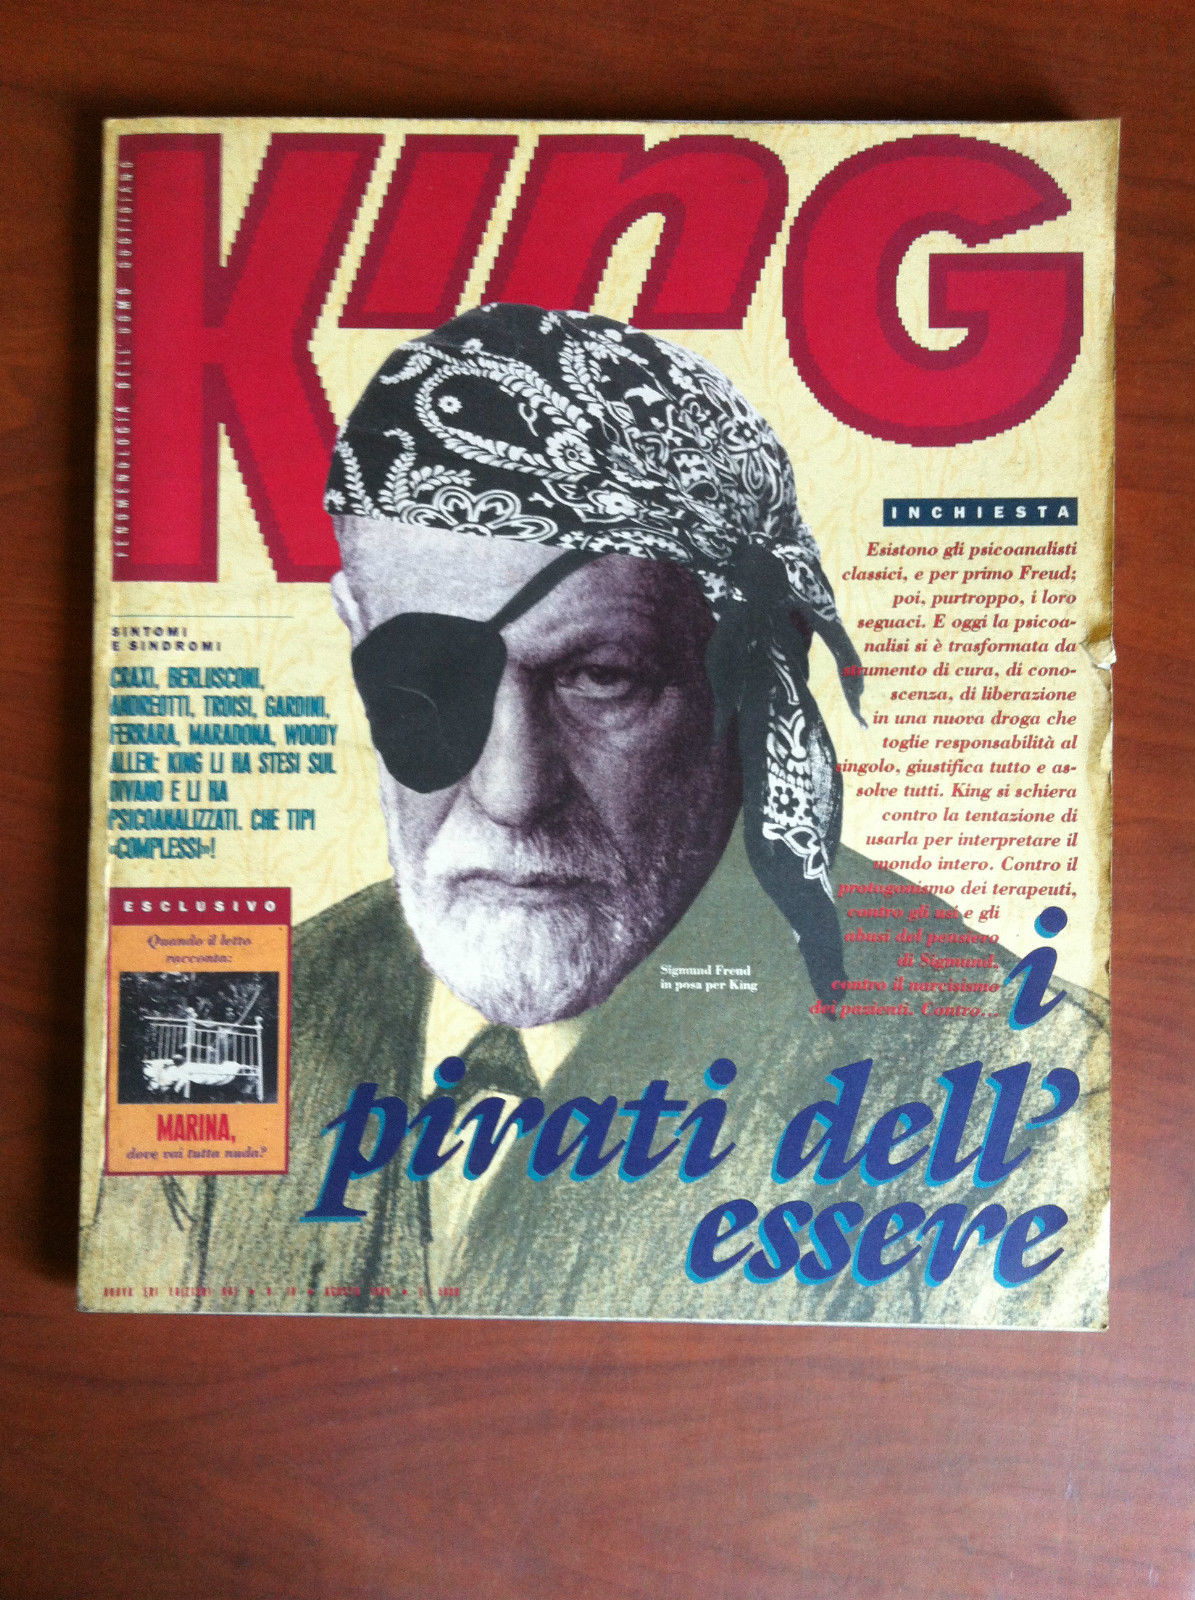 KinG
FENOMENOLOGIA DELL'UOMO QUOTIDIANO
SINTOMI
E SINDROMI
CRAXI, BERLUSCONI,
ANDREOTTI, TROISI, GARDINI,
FERRARA, MARADONA, WOODY
ALLEN: KING LI HA STESI SUL
DIVANO E LI HA
PSICOANALIZZATI. CHE TIPI
«COMPLESSI»!
ESCLUSIVO
Quando il letto
racconta:
MARINA,
dove vai tutta nuda?
INCHIESTA
Esistono gli psicoanalisti
classici, e per primo Freud;
poi, purtroppo, i loro
seguaci. E oggi la psicoa-
nalisi si è trasformata da
strumento di cura, di cono-
scenza, di liberazione
in una nuova droga che
toglie responsabilità al
singolo, giustifica tutto e as-
solve tutti. King si schiera
contro la tentazione di
usarla per interpretare il
mondo intero. Contro il
protagonismo dei terapeuti,
contro gli usi e gli
abusi del pensiero
di Sigmund,
contro il narcisismo
dei pazienti. Contro...
Sigmund Freud
in posa per King
i
pirati dell'
essere
NUOVA ERI EDIZIONI RAI • N. • AGOSTO • L.